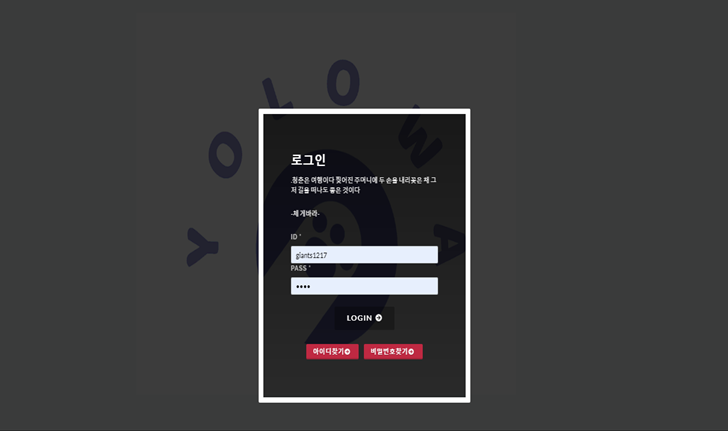 YOLOWA
로그인
청춘은 여행이다 찢어진 주머니에 두 손을 내리꽂은 채 그
저 길을 떠나도 좋은 것이다
-체 게바라-
ID *
giants1217
PASS *
••••
LOGIN
아이디찾기
비밀번호찾기